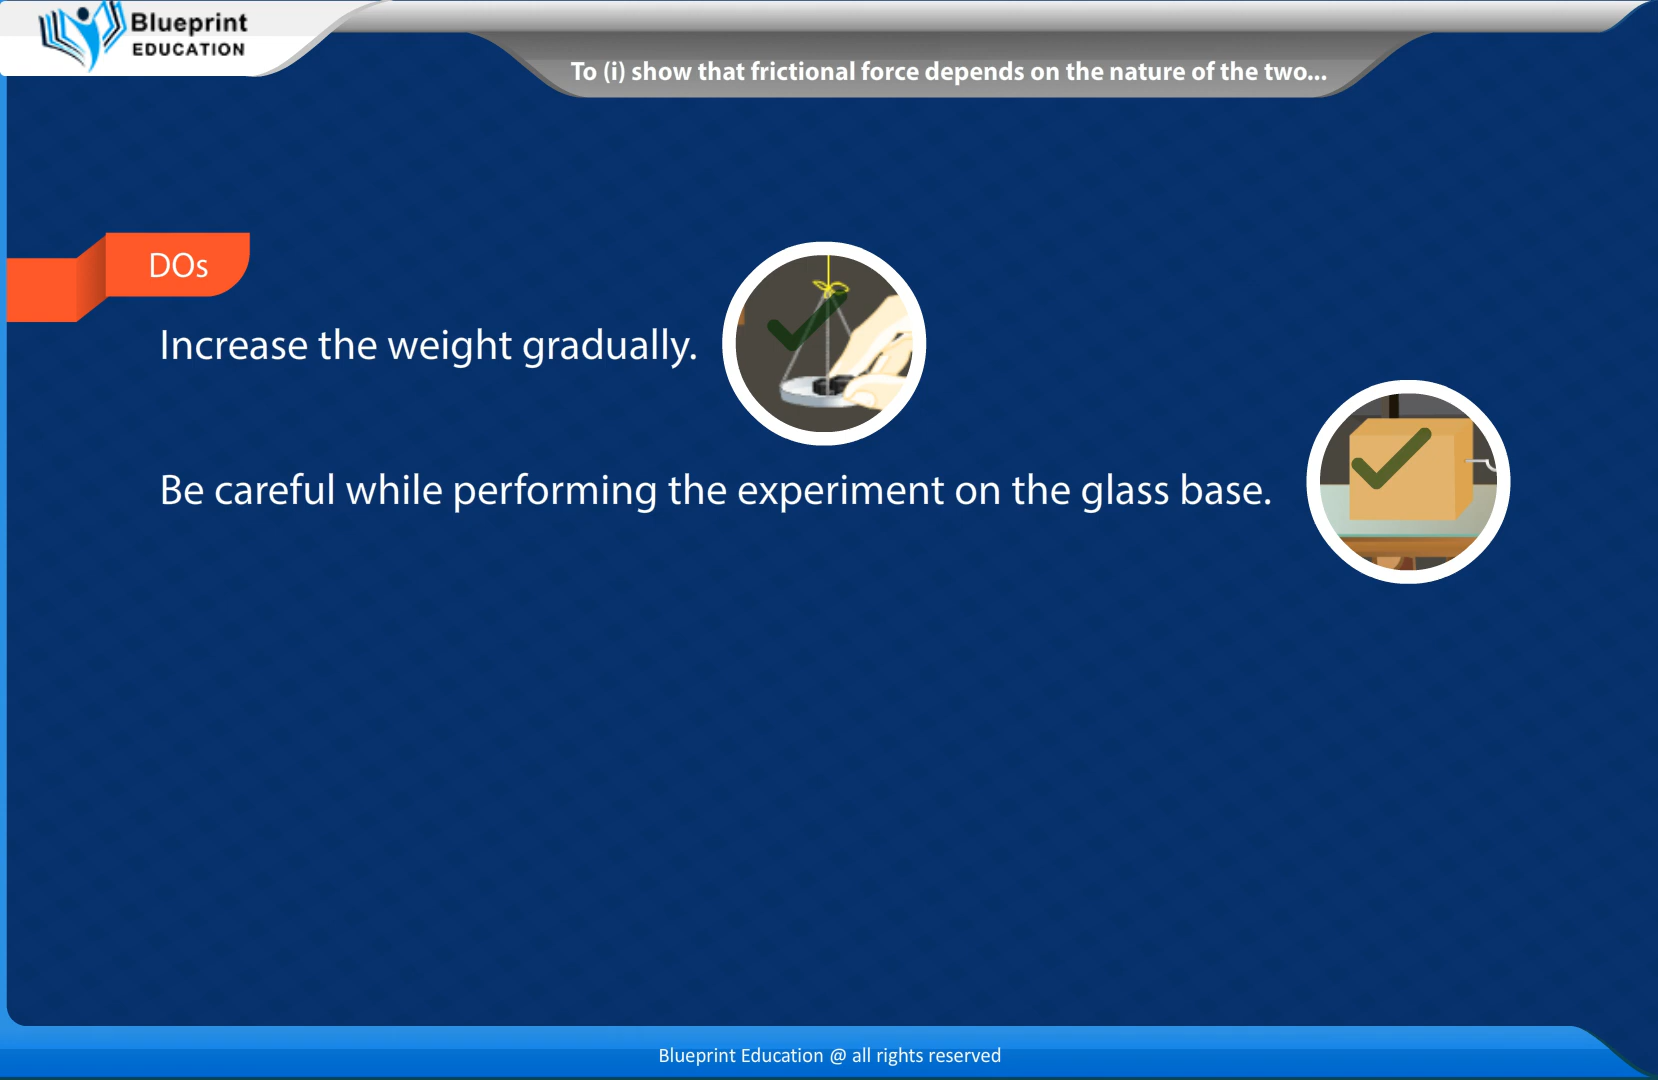 Blueprint
EDUCATION
To (i) show that frictional force depends on the nature of the two...
DOs
Increase the weight gradually.
Be careful while performing the experiment on the glass base.
Blueprint Education @ all rights reserved